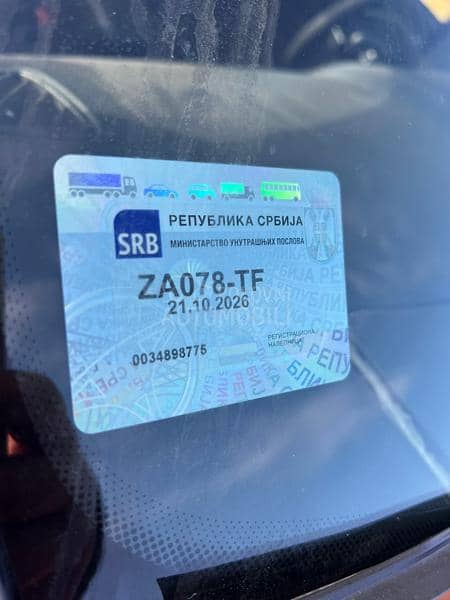 РЕПУБЛИКА СРБИЈА
SRB
МИНИСТАРСТВО УНУТРАШЊИХ ПОСЛОВА
ZA078-TF
21.10.2026
РЕГИСТРАЦИОНА
НАЛЕПНИЦА
0034898775